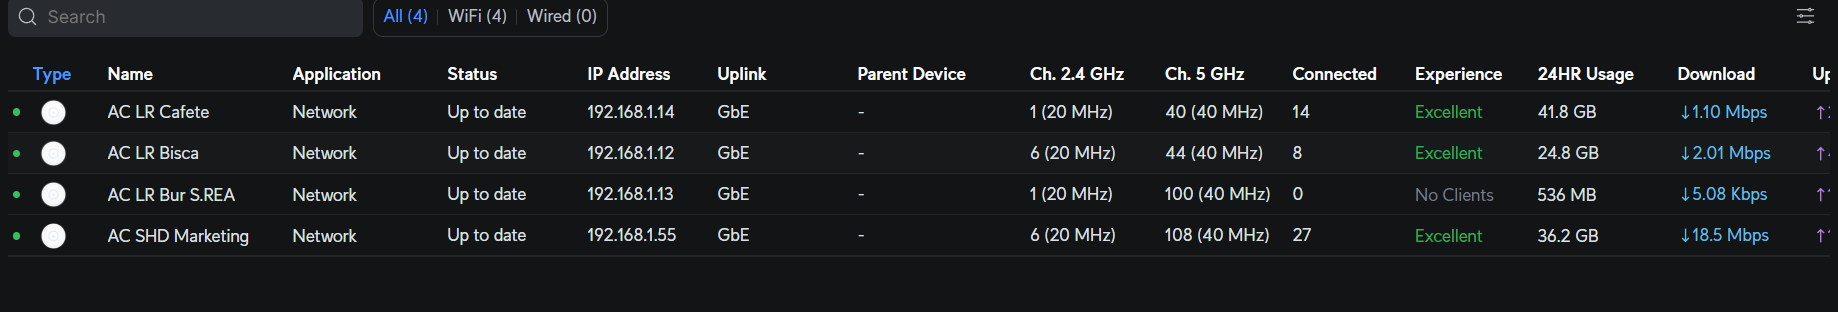 Search All (4) WiFi (4) Wired (0)
Type Name Application Status IP Address Uplink Parent Device Ch. 2.4 GHz Ch. 5 GHz Connected Experience 24HR Usage Download
AC LR Cafete Network Up to date 192.168.1.14 GbE - 1 (20 MHz) 40 (40 MHz) 14 Excellent 41.8 GB ↓1.10 Mbps ↑
AC LR Bisca Network Up to date 192.168.1.12 GbE - 6 (20 MHz) 44 (40 MHz) 8 Excellent 24.8 GB ↓2.01 Mbps ↑
AC LR Bur S.REA Network Up to date 192.168.1.13 GbE - 1 (20 MHz) 100 (40 MHz) 0 No Clients 536 MB ↓5.08 Kbps ↑
AC SHD Marketing Network Up to date 192.168.1.55 GbE - 6 (20 MHz) 108 (40 MHz) 27 Excellent 36.2 GB ↓18.5 Mbps ↑